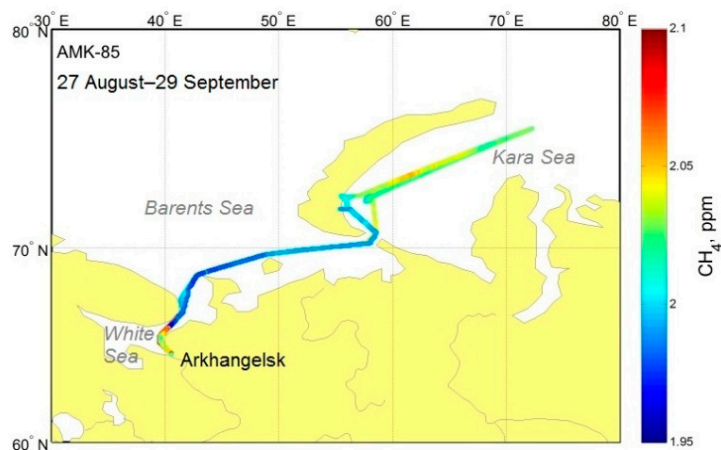 30° E 40° E 50° E 60° E 70° E 80° E
80° N
AMK-85
27 August–29 September
Kara Sea
Barents Sea
70° N
White
Sea
Arkhangelsk
60° N
2.1
2.05
2
1.95
CH₄, ppm